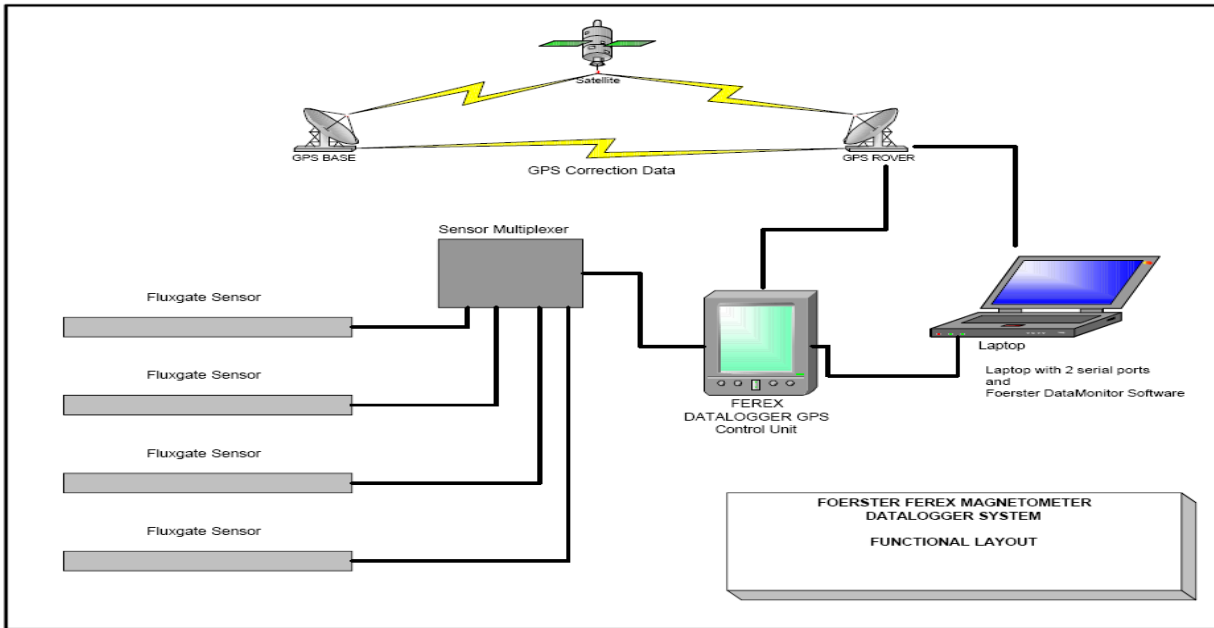 Satellite
GPS BASE
GPS ROVER
GPS Correction Data
Sensor Multiplexer
Fluxgate Sensor
Fluxgate Sensor
Fluxgate Sensor
Fluxgate Sensor
FEREX
DATALOGGER GPS
Control Unit
Laptop
Laptop with 2 serial ports
and
Foerster DataMonitor Software
FOERSTER FEREX MAGNETOMETER
DATALOGGER SYSTEM
FUNCTIONAL LAYOUT